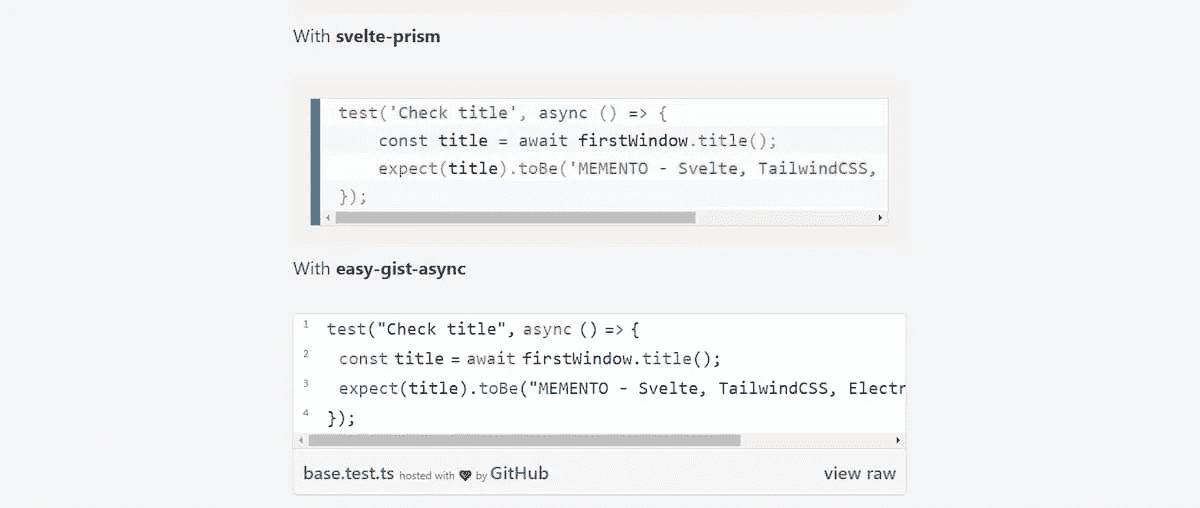 With svelte-prism
test('Check title', async () => {
    const title = await firstWindow.title();
    expect(title).toBe('MEMENTO - Svelte, TailwindCSS,
});
With easy-gist-async
1 test("Check title", async () => {
2  const title = await firstWindow.title();
3  expect(title).toBe("MEMENTO - Svelte, TailwindCSS, Electr
4 });
base.test.ts hosted with ❤ by GitHub view raw